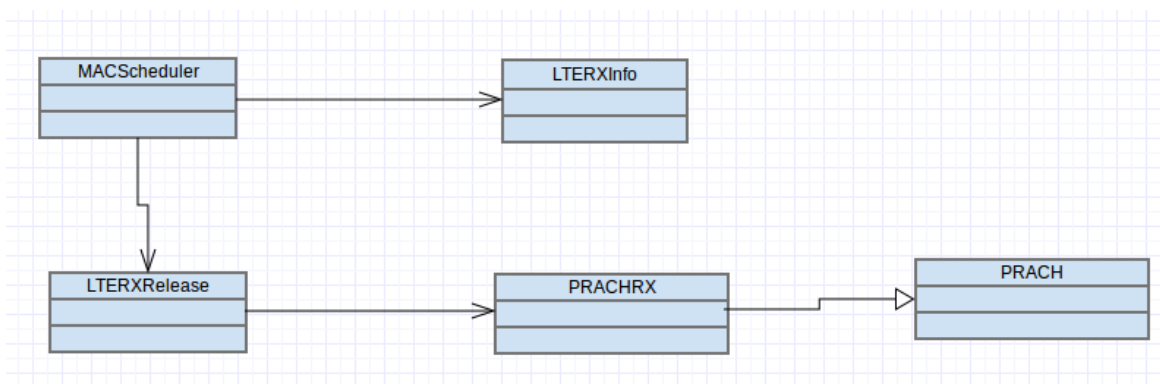 MACScheduler
LTERXInfo
LTERXRelease
PRACHRX
PRACH